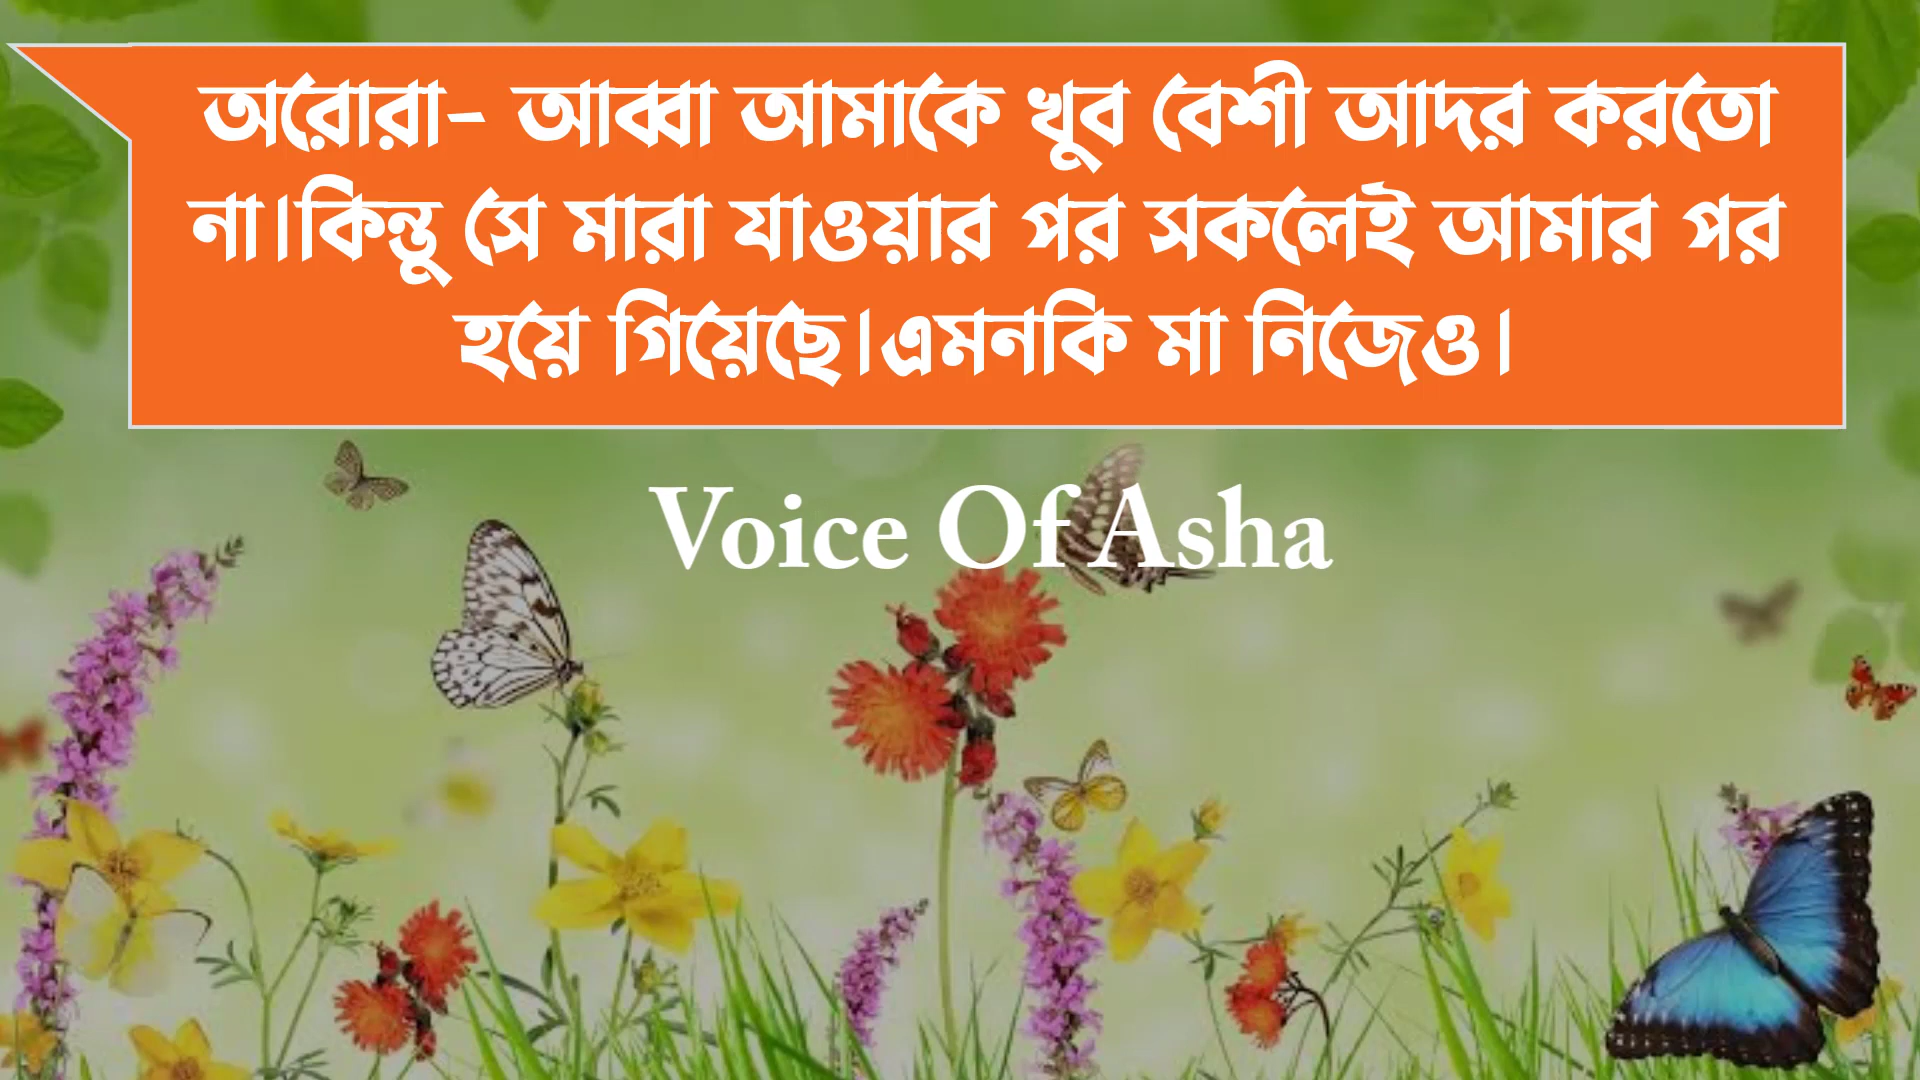 অরোরা- আব্বা আমাকে খুব বেশী আদর করতো
না।কিন্তু সে মারা যাওয়ার পর সকলেই আমার পর
হয়ে গিয়েছে।এমনকি মা নিজেও।
Voice Of Asha